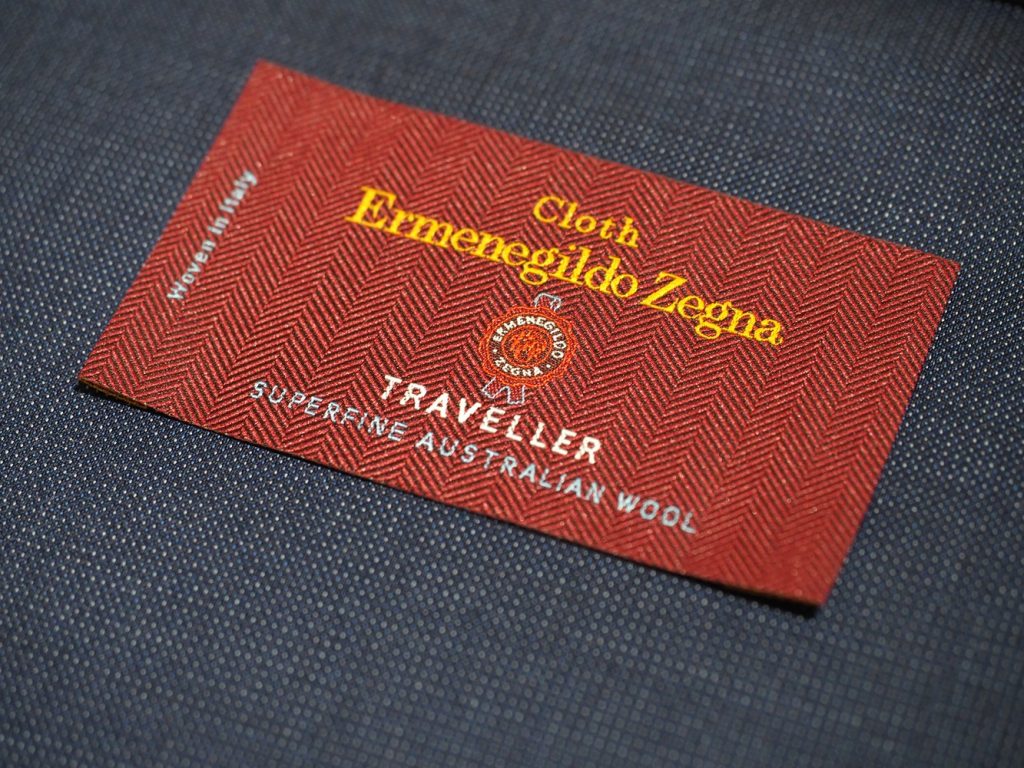 Woven in Italy
Cloth
Ermenegildo Zegna
ERMENEGILDO
ZEGNA
TRAVELLER
SUPERFINE AUSTRALIAN WOOL